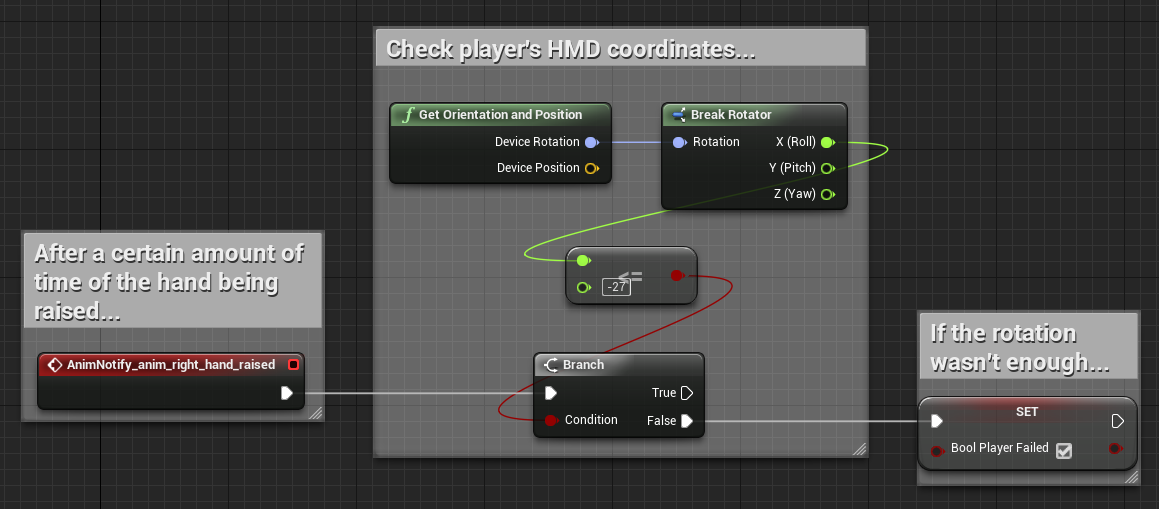 Check player's HMD coordinates...
Get Orientation and Position
Device Rotation
Device Position
Break Rotator
Rotation
X (Roll)
Y (Pitch)
Z (Yaw)
<=
-27
After a certain amount of
time of the hand being
raised...
AnimNotify_anim_right_hand_raised
Branch
True
Condition
False
If the rotation
wasn't enough...
SET
Bool Player Failed